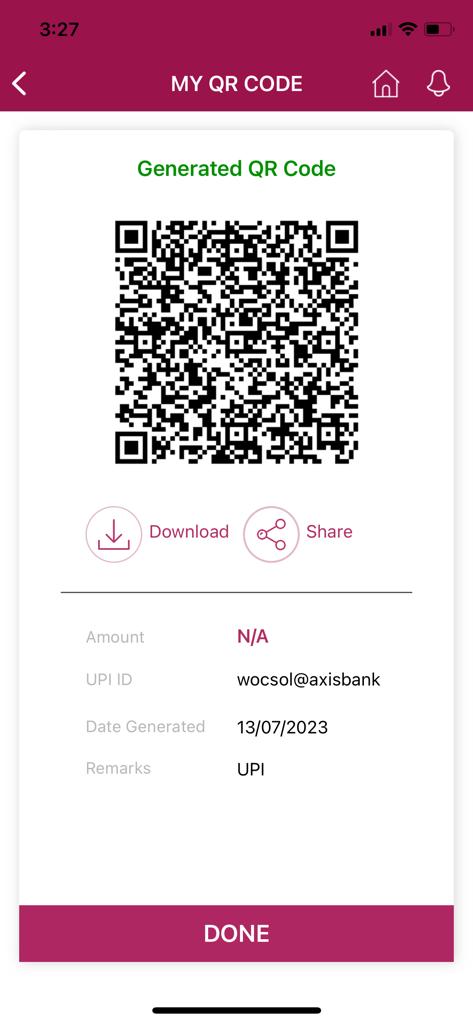 3:27
MY QR CODE
Generated QR Code
Download Share
Amount N/A
UPI ID wocsol@axisbank
Date Generated 13/07/2023
Remarks UPI
DONE